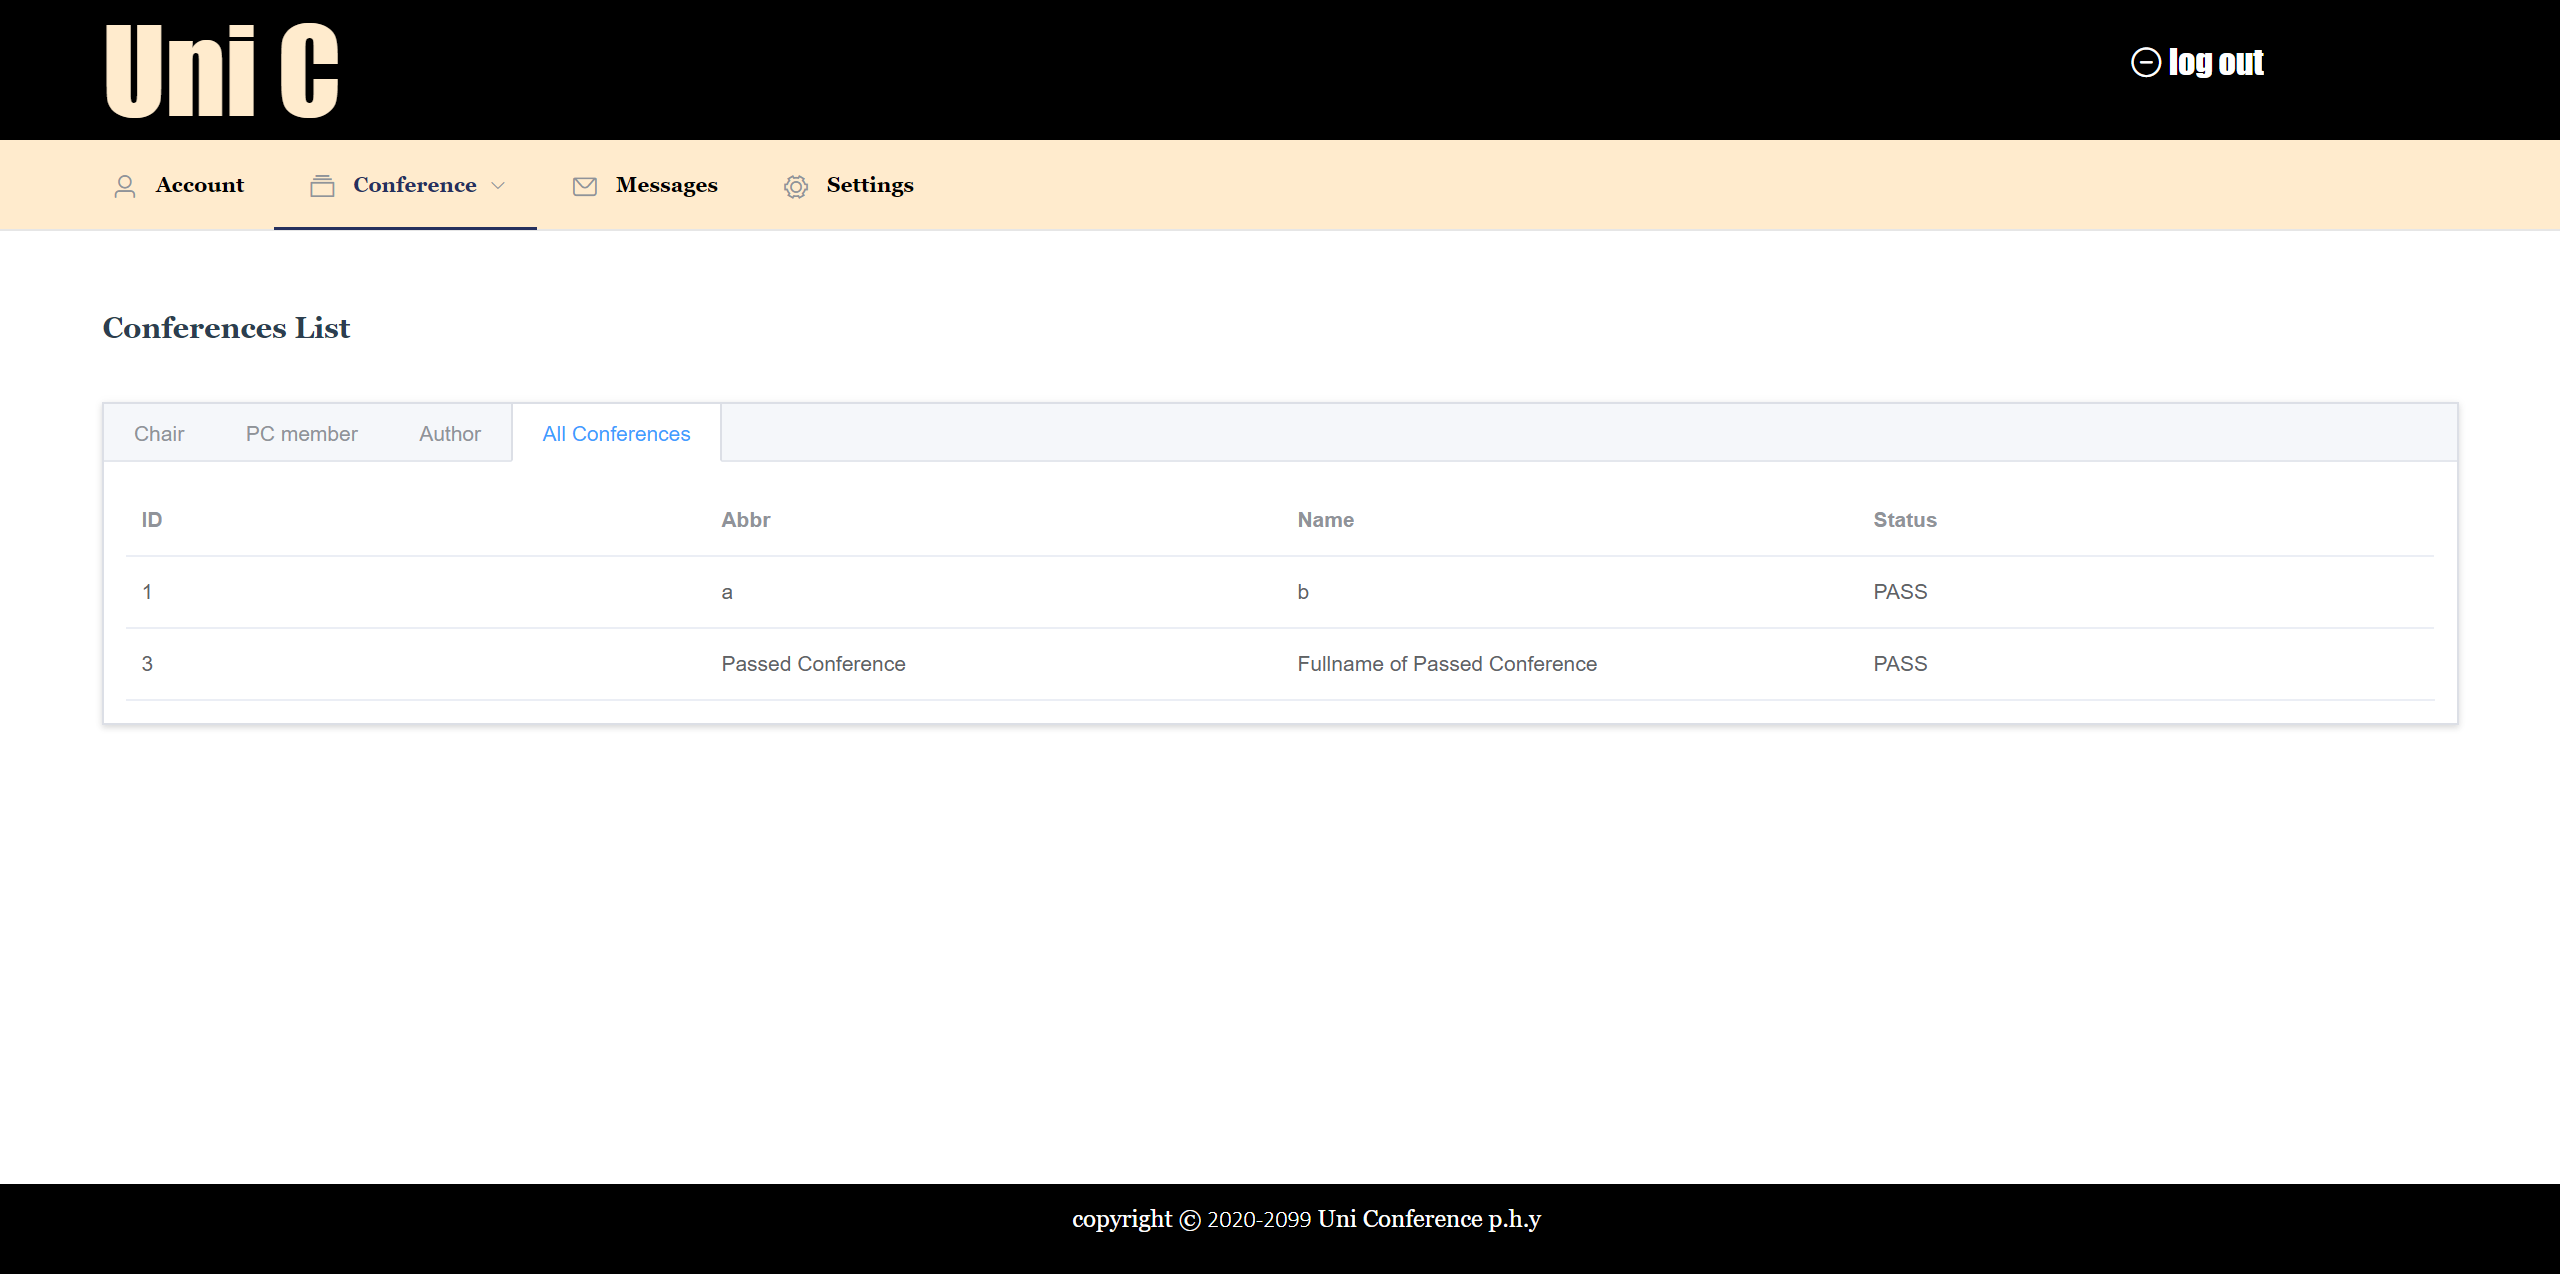 Uni C
log out
Account Conference Messages Settings
Conferences List
Chair PC member Author All Conferences
ID Abbr Name Status
1 a b PASS
3 Passed Conference Fullname of Passed Conference PASS
copyright © 2020-2099 Uni Conference p.h.y